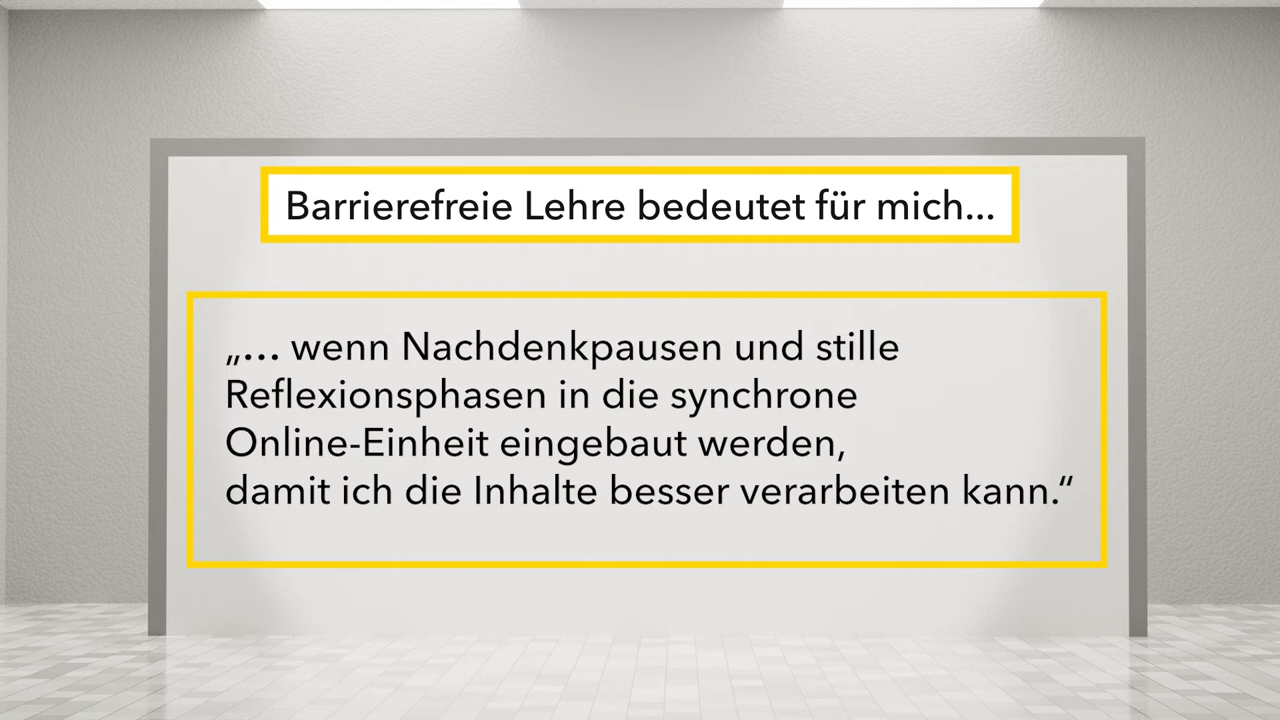 Barrierefreie Lehre bedeutet für mich...
„… wenn Nachdenkpausen und stille
Reflexionsphasen in die synchrone
Online-Einheit eingebaut werden,
damit ich die Inhalte besser verarbeiten kann.“